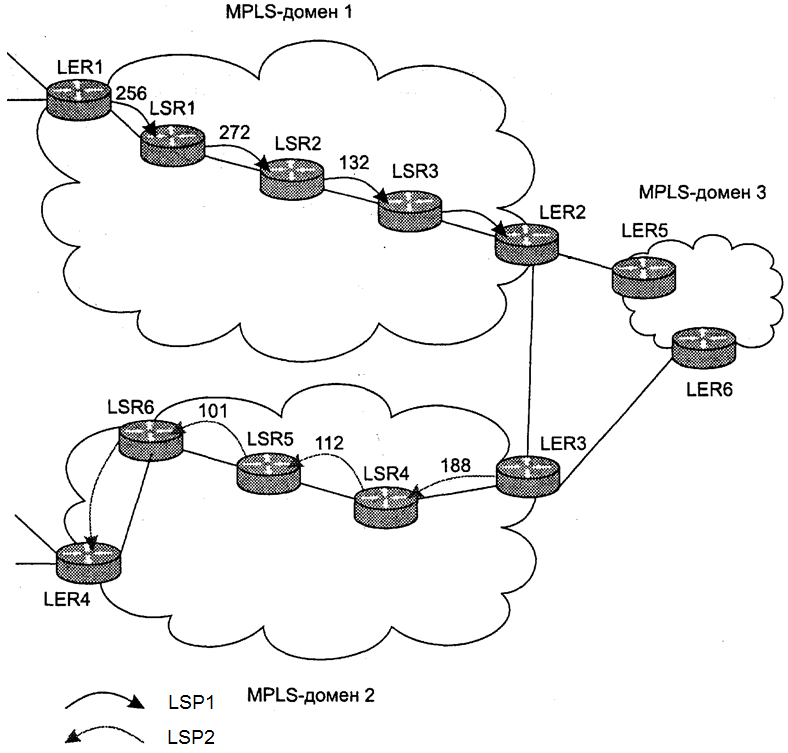 MPLS-домен 1
LER1
256
LSR1
272
LSR2
132
LSR3
LER2
MPLS-домен 3
LER5
LER6
LSR6
101
LSR5
112
LSR4
188
LER3
LER4
MPLS-домен 2
LSP1
LSP2